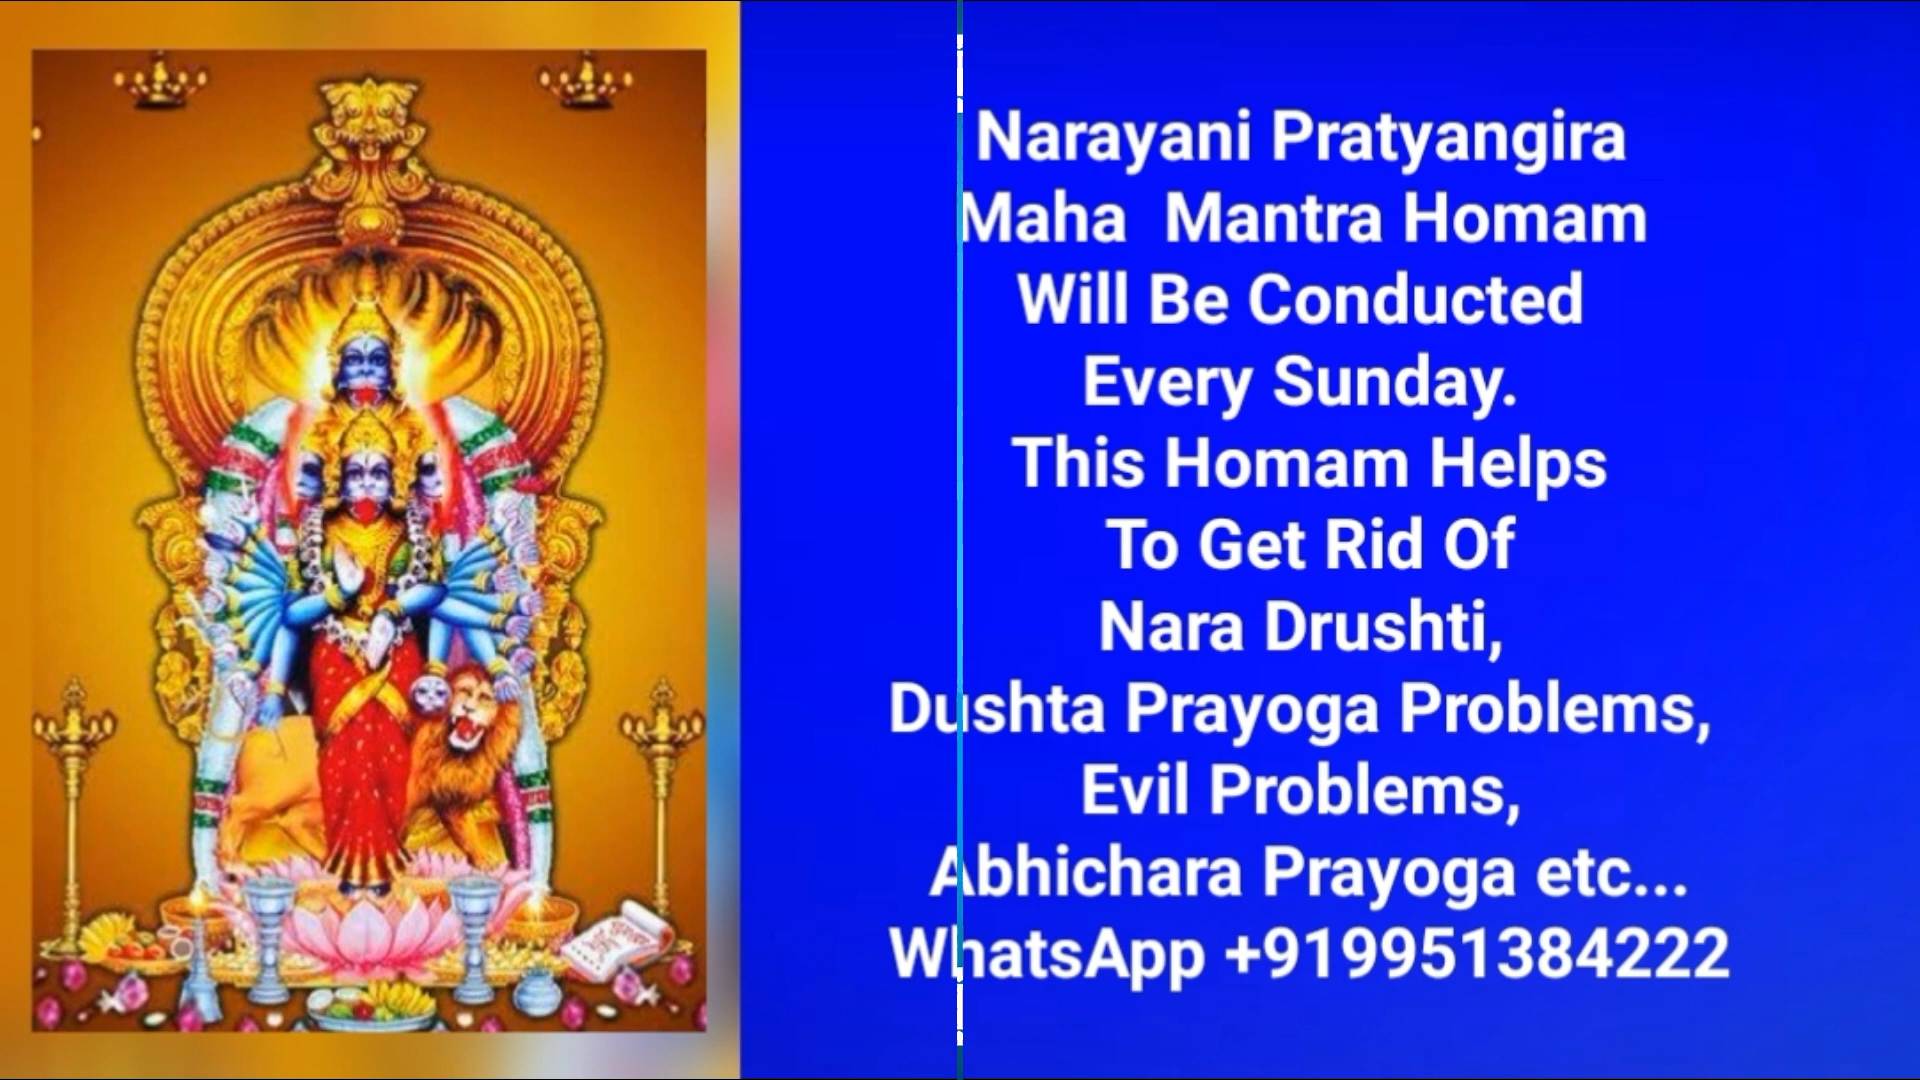 Narayani Pratyangira
Maha Mantra Homam
Will Be Conducted
Every Sunday.
This Homam Helps
To Get Rid Of
Nara Drushti,
Dushta Prayoga Problems,
Evil Problems,
Abhichara Prayoga etc...
WhatsApp +919951384222